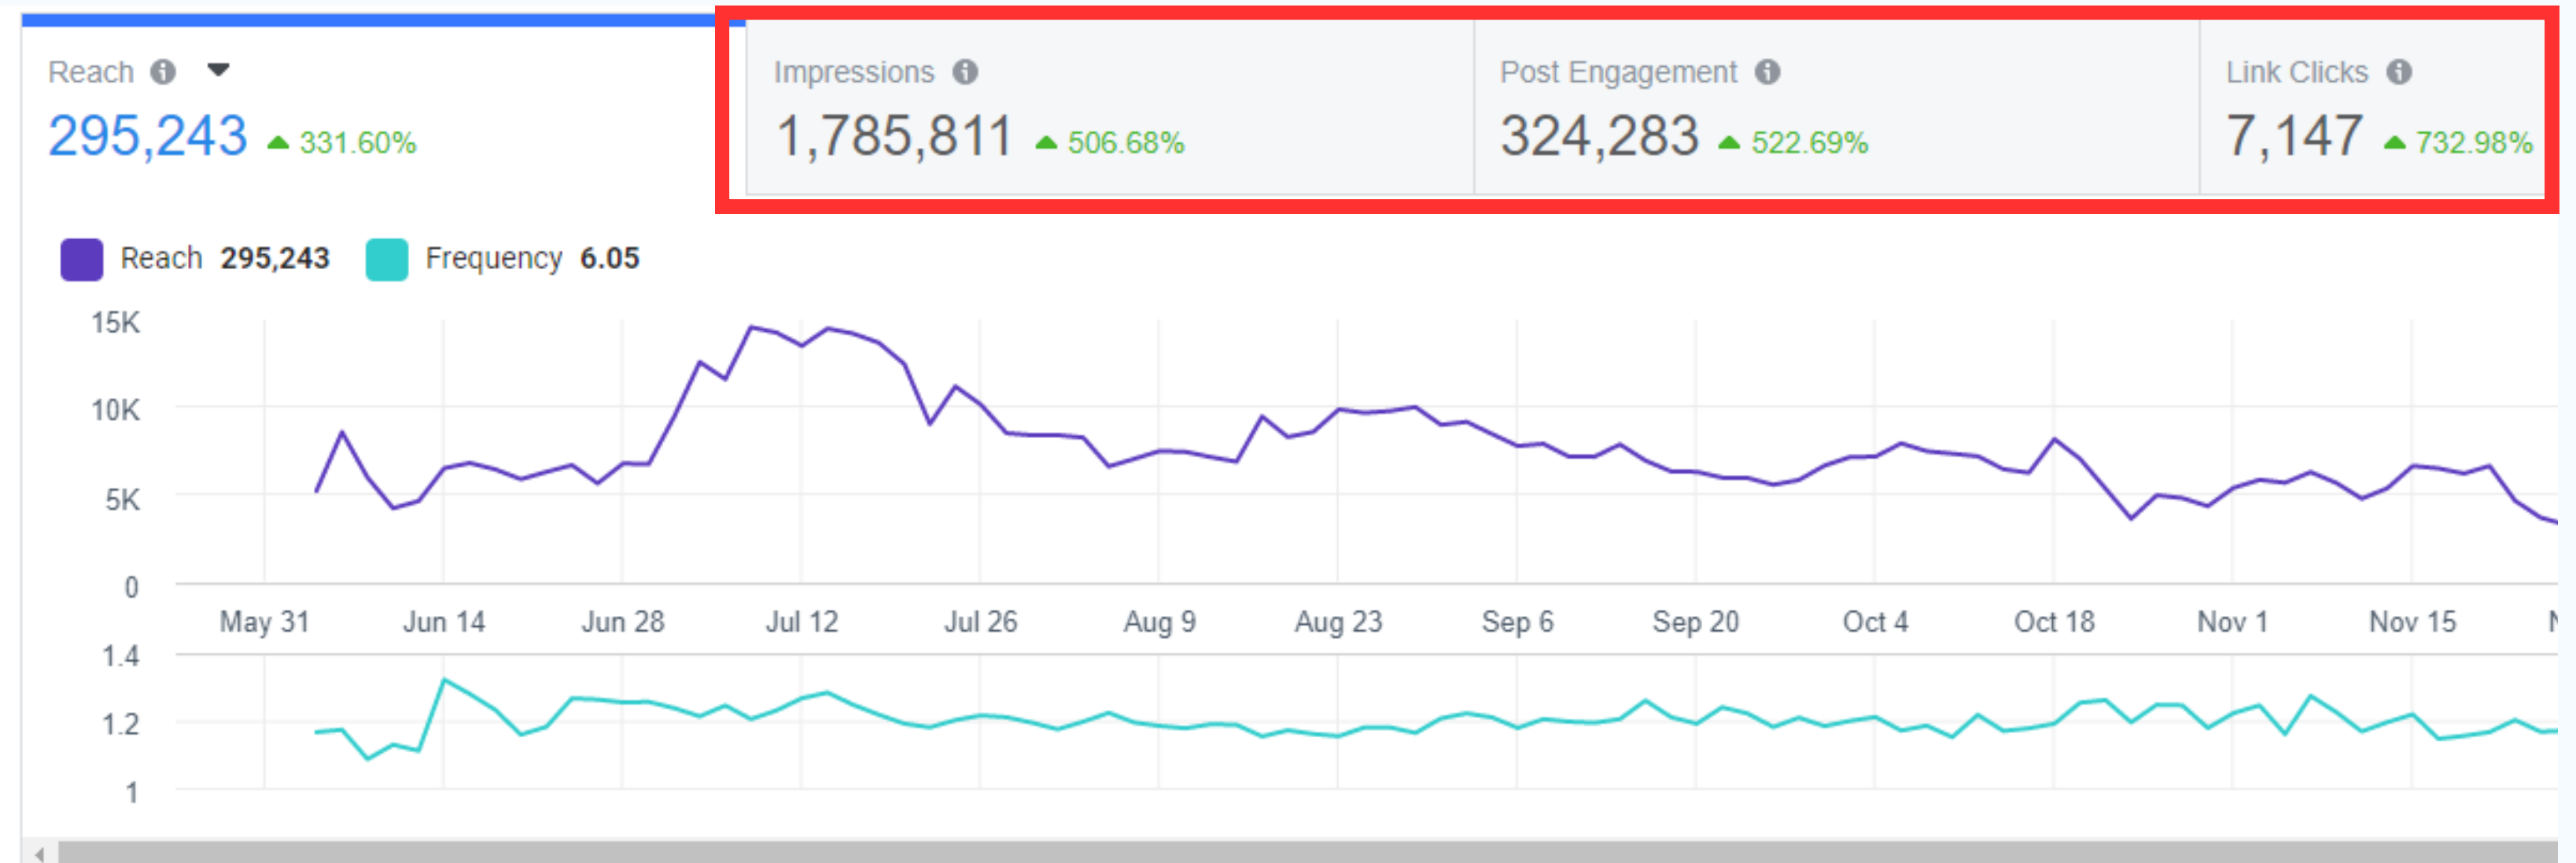 Reach
295,243 331.60%
Impressions
1,785,811 506.68%
Post Engagement
324,283 522.69%
Link Clicks
7,147 732.98%
Reach 295,243 Frequency 6.05
15K
10K
5K
0
May 31 Jun 14 Jun 28 Jul 12 Jul 26 Aug 9 Aug 23 Sep 6 Sep 20 Oct 4 Oct 18 Nov 1 Nov 15
1.4
1.2
1